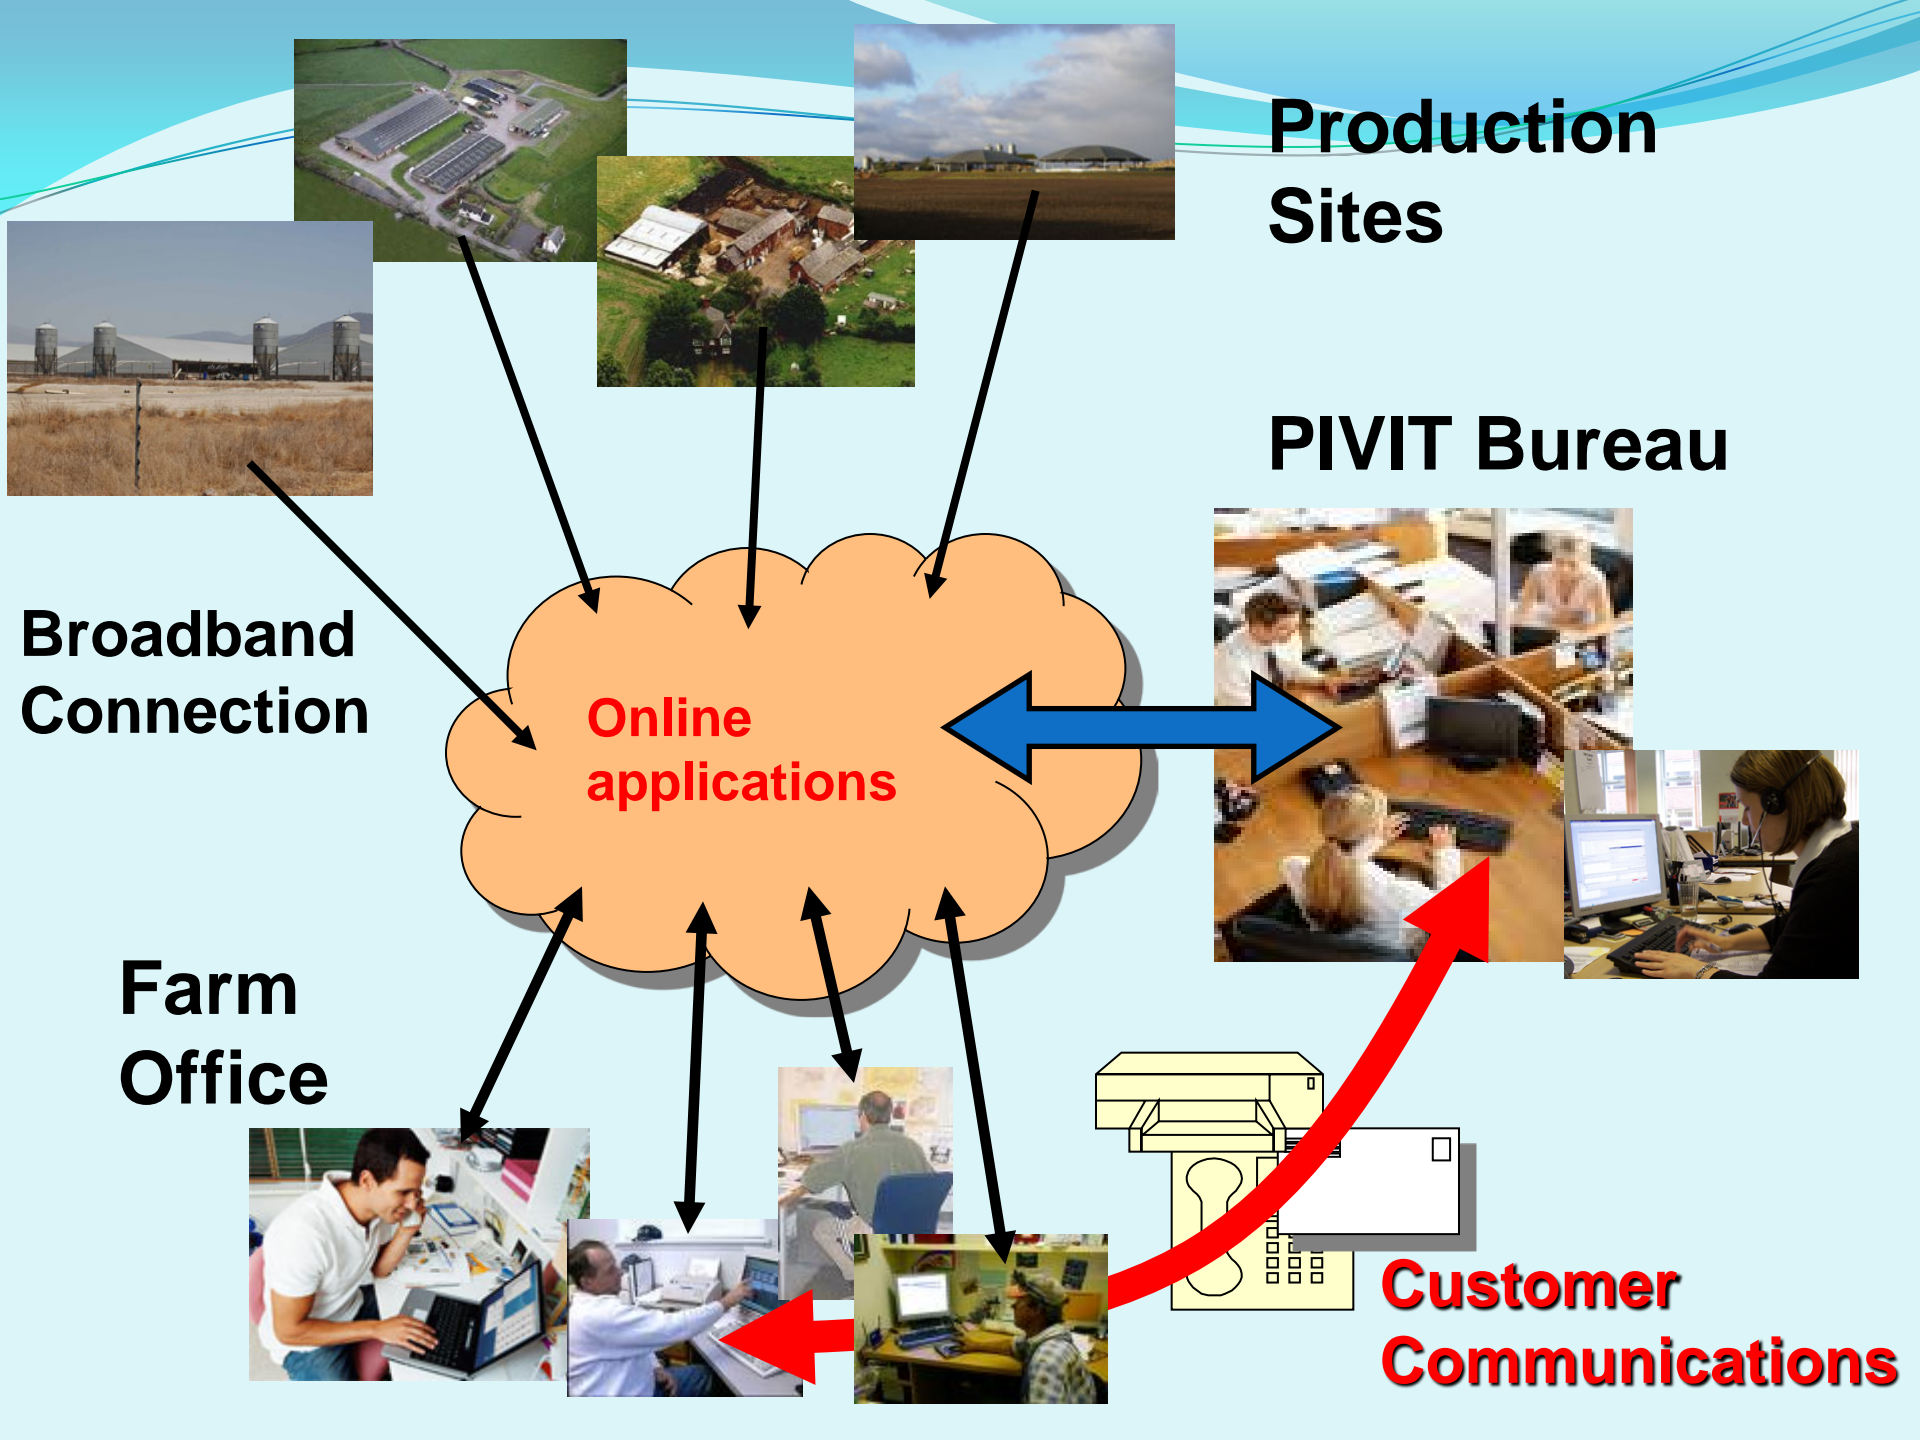 Production
Sites
PIVIT Bureau
Broadband
Connection
Online
applications
Farm
Office
Customer
Communications